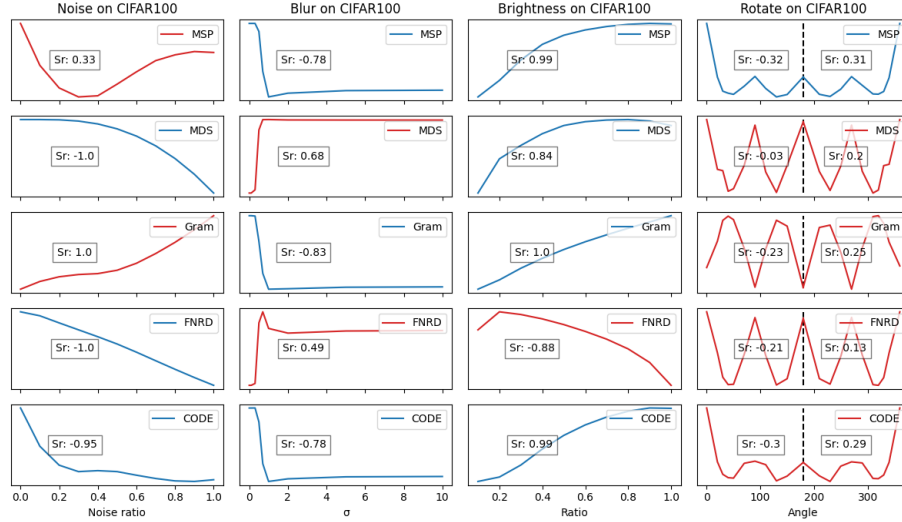 Noise on CIFAR100 Blur on CIFAR100 Brightness on CIFAR100 Rotate on CIFAR100
MSP MSP MSP MSP
Sr: 0.33 Sr: -0.78 Sr: 0.99 Sr: -0.32 Sr: 0.31
MDS MDS MDS MDS
Sr: -1.0 Sr: 0.68 Sr: 0.84 Sr: -0.03 Sr: 0.2
Gram Gram Gram Gram
Sr: 1.0 Sr: -0.83 Sr: 1.0 Sr: -0.23 Sr: 0.25
FNRD FNRD FNRD FNRD
Sr: -1.0 Sr: 0.49 Sr: -0.88 Sr: -0.21 Sr: 0.13
CODE CODE CODE CODE
Sr: -0.95 Sr: -0.78 Sr: 0.99 Sr: -0.3 Sr: 0.29
0.0 0.2 0.4 0.6 0.8 1.0 0 2 4 6 8 10 0.2 0.4 0.6 0.8 1.0 0 100 200 300
Noise ratio σ Ratio Angle